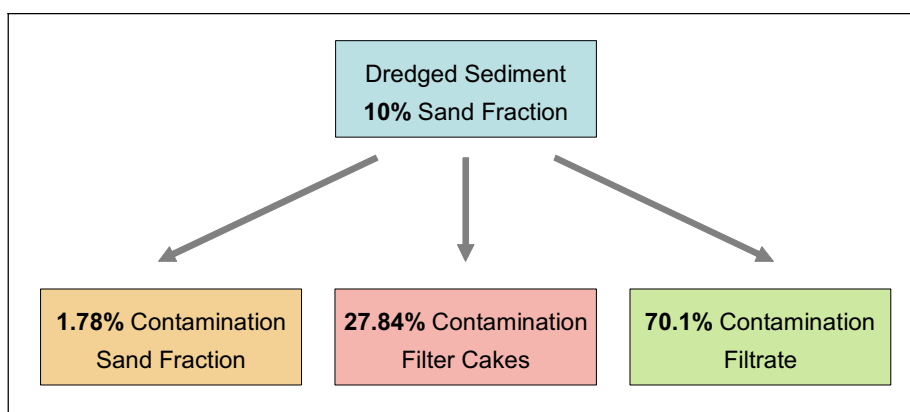 Dredged Sediment
10% Sand Fraction
1.78% Contamination
Sand Fraction
27.84% Contamination
Filter Cakes
70.1% Contamination
Filtrate